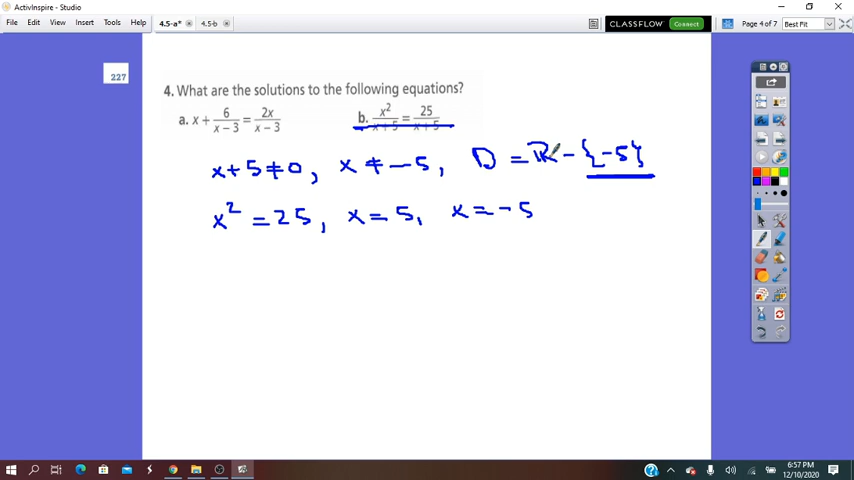 ActivInspire - Studio
File Edit View Insert Tools Help
4.5-a* 4.5-b
CLASSFLOW Connect
Page 4 of 7
Best Fit
227
4. What are the solutions to the following equations?
a. x + 6/(x − 3) = 2x/(x − 3)
b. x²/(x + 5) = 25/(x + 5)
x + 5 ≠ 0, x ≠ −5, D = ℝ − {−5}
x² = 25, x = 5, x = −5
6:57 PM
12/10/2020